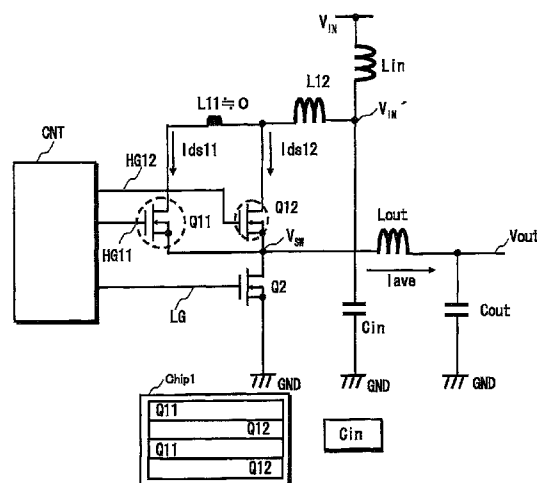 V_IN
Lin
L12
L11≒0
V_IN'
CNT
Ids11
Ids12
HG12
Q11
Q12
HG11
V_SW
Lout
Vout
Iave
LG
Q2
Cin
Cout
GND
GND
GND
Chip1
Q11
Q12
Q11
Q12
Cin